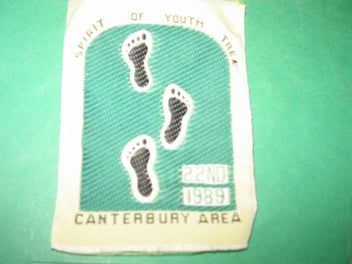 SPIRIT OF YOUTH TREK
22ND
1989
CANTERBURY AREA